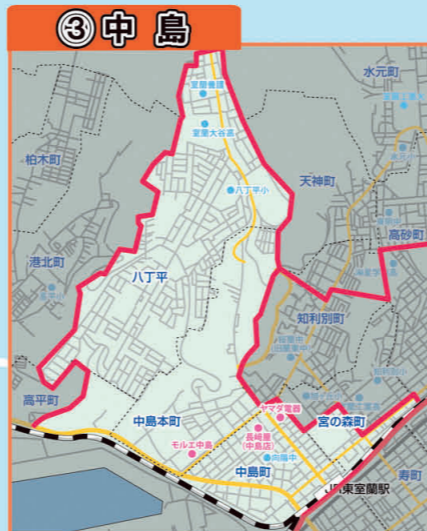 ③中島
室蘭養護
水元町
室蘭大谷高
水元小
柏木町
八丁平小
天神町
高砂町
港北町
八丁平
知利別町
高平町
中島本町
ヤマダ電器
宮の森町
長崎屋
(中島店)
モルエ中島
向陽中
中島町
JR東室蘭駅
寿町